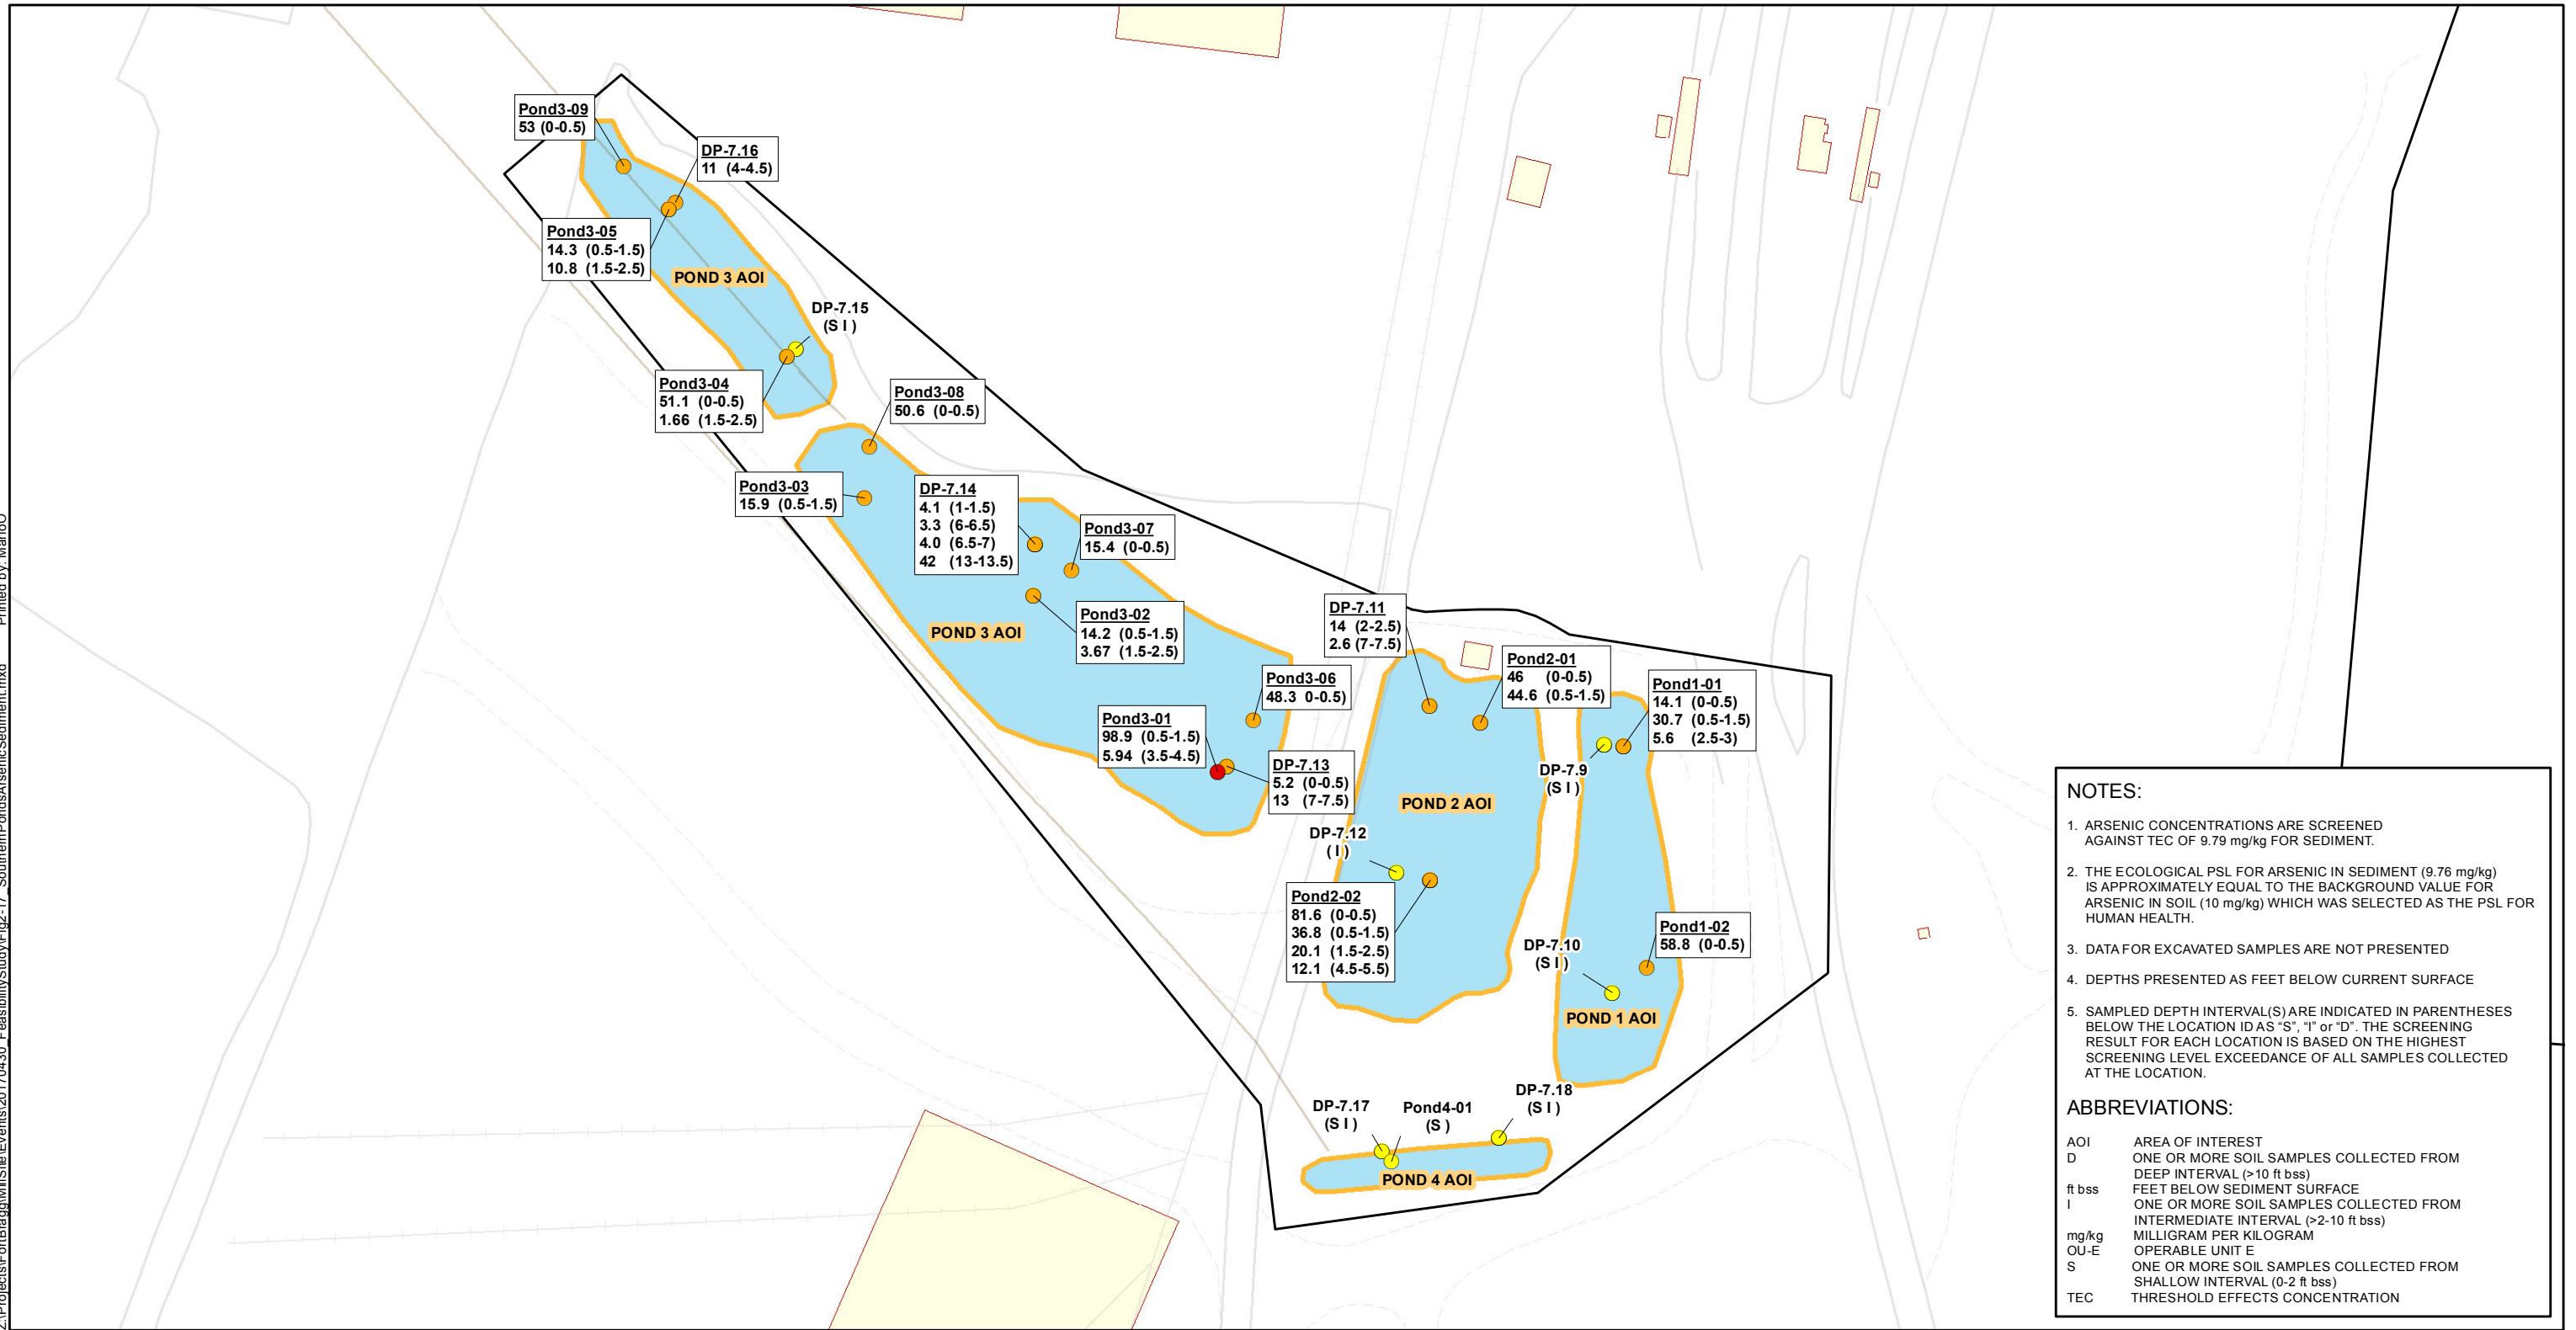 Pond3-09
53 (0-0.5)
DP-7.16
11 (4-4.5)
Pond3-05
14.3 (0.5-1.5)
10.8 (1.5-2.5)
POND 3 AOI
DP-7.15
(S I )
Pond3-04
51.1 (0-0.5)
1.66 (1.5-2.5)
Pond3-08
50.6 (0-0.5)
Pond3-03
15.9 (0.5-1.5)
DP-7.14
4.1 (1-1.5)
3.3 (6-6.5)
4.0 (6.5-7)
42 (13-13.5)
Pond3-07
15.4 (0-0.5)
Pond3-02
14.2 (0.5-1.5)
3.67 (1.5-2.5)
POND 3 AOI
Pond3-06
48.3 0-0.5)
Pond3-01
98.9 (0.5-1.5)
5.94 (3.5-4.5)
DP-7.13
5.2 (0-0.5)
13 (7-7.5)
DP-7.11
14 (2-2.5)
2.6 (7-7.5)
Pond2-01
46 (0-0.5)
44.6 (0.5-1.5)
Pond1-01
14.1 (0-0.5)
30.7 (0.5-1.5)
5.6 (2.5-3)
DP-7.9
(S I )
POND 2 AOI
DP-7.12
( I )
Pond2-02
81.6 (0-0.5)
36.8 (0.5-1.5)
20.1 (1.5-2.5)
12.1 (4.5-5.5)
DP-7.10
(S I )
Pond1-02
58.8 (0-0.5)
POND 1 AOI
DP-7.17
(S I )
Pond4-01
(S )
DP-7.18
(S I )
POND 4 AOI
NOTES:
1. ARSENIC CONCENTRATIONS ARE SCREENED
AGAINST TEC OF 9.79 mg/kg FOR SEDIMENT.
2. THE ECOLOGICAL PSL FOR ARSENIC IN SEDIMENT (9.76 mg/kg)
IS APPROXIMATELY EQUAL TO THE BACKGROUND VALUE FOR
ARSENIC IN SOIL (10 mg/kg) WHICH WAS SELECTED AS THE PSL FOR
HUMAN HEALTH.
3. DATA FOR EXCAVATED SAMPLES ARE NOT PRESENTED
4. DEPTHS PRESENTED AS FEET BELOW CURRENT SURFACE
5. SAMPLED DEPTH INTERVAL(S) ARE INDICATED IN PARENTHESES
BELOW THE LOCATION ID AS “S”, “I” or “D”. THE SCREENING
RESULT FOR EACH LOCATION IS BASED ON THE HIGHEST
SCREENING LEVEL EXCEEDANCE OF ALL SAMPLES COLLECTED
AT THE LOCATION.
ABBREVIATIONS:
AOI AREA OF INTEREST
D ONE OR MORE SOIL SAMPLES COLLECTED FROM
DEEP INTERVAL (>10 ft bss)
ft bss FEET BELOW SEDIMENT SURFACE
I ONE OR MORE SOIL SAMPLES COLLECTED FROM
INTERMEDIATE INTERVAL (>2-10 ft bss)
mg/kg MILLIGRAM PER KILOGRAM
OU-E OPERABLE UNIT E
S ONE OR MORE SOIL SAMPLES COLLECTED FROM
SHALLOW INTERVAL (0-2 ft bss)
TEC THRESHOLD EFFECTS CONCENTRATION